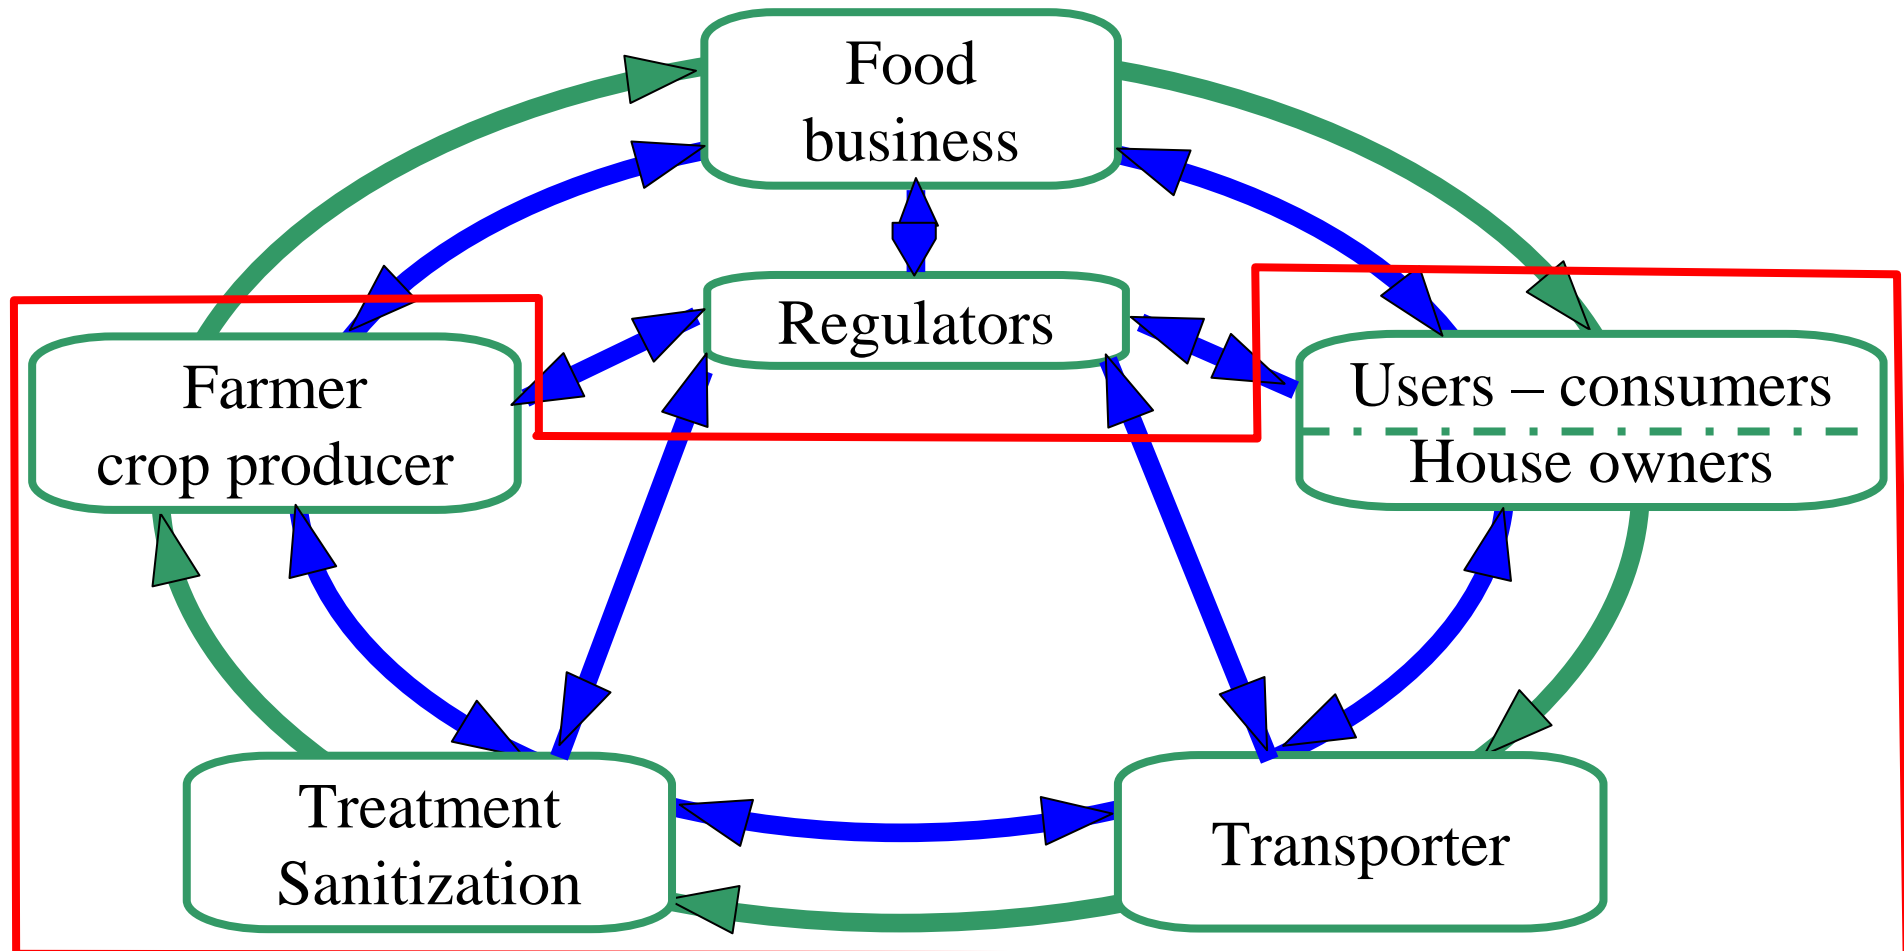 Food
business
Regulators
Farmer
crop producer
Users – consumers
House owners
Treatment
Sanitization
Transporter